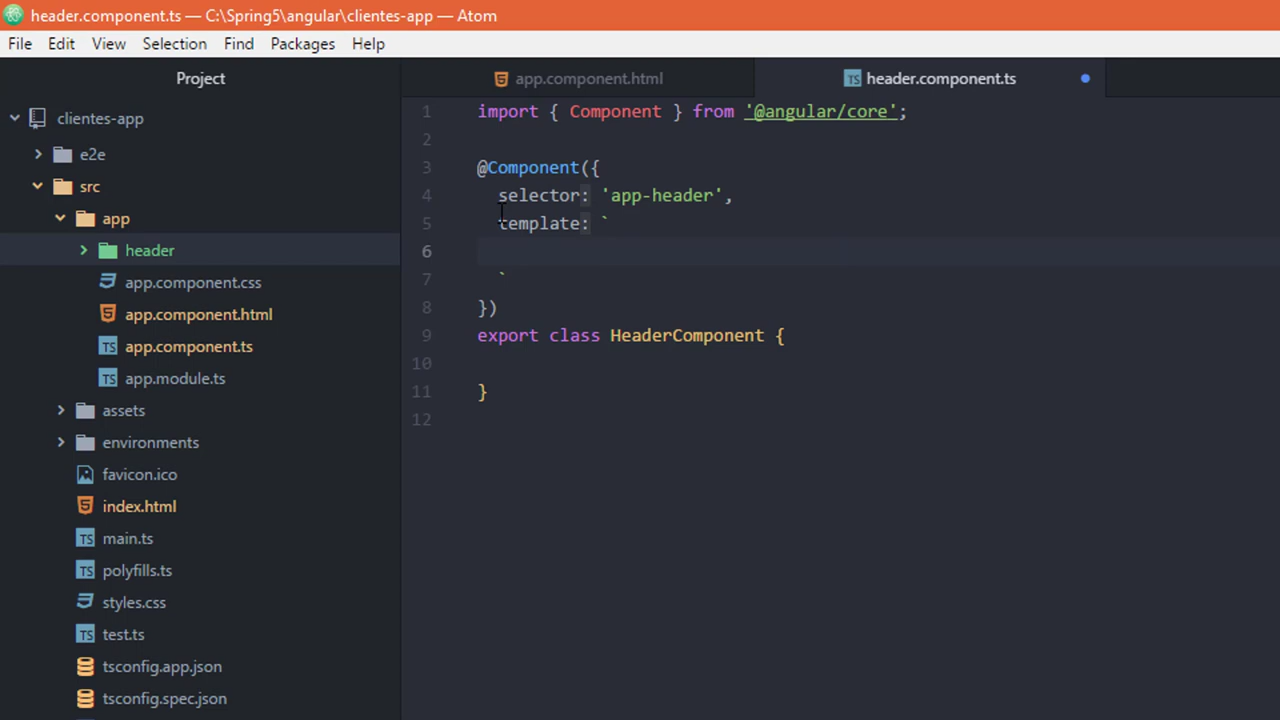 header.component.ts — C:\Spring5\angular\clientes-app — Atom
File Edit View Selection Find Packages Help
Project
clientes-app
e2e
src
app
header
app.component.css
app.component.html
app.component.ts
app.module.ts
assets
environments
favicon.ico
index.html
main.ts
polyfills.ts
styles.css
test.ts
tsconfig.app.json
tsconfig.spec.json
app.component.html
header.component.ts
1 import { Component } from '@angular/core';
2
3 @Component({
4 selector: 'app-header',
5 template: `
6
7 `
8 })
9 export class HeaderComponent {
10
11 }
12